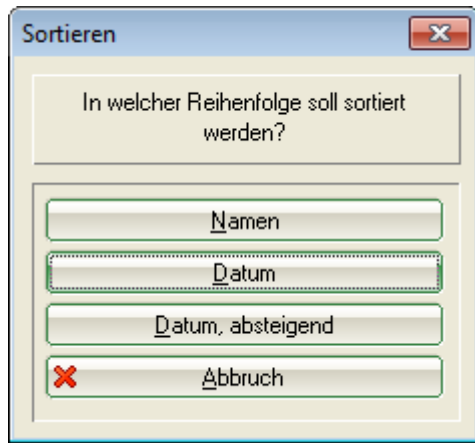 Sortieren
In welcher Reihenfolge soll sortiert
werden?
Namen
Datum
Datum, absteigend
Abbruch